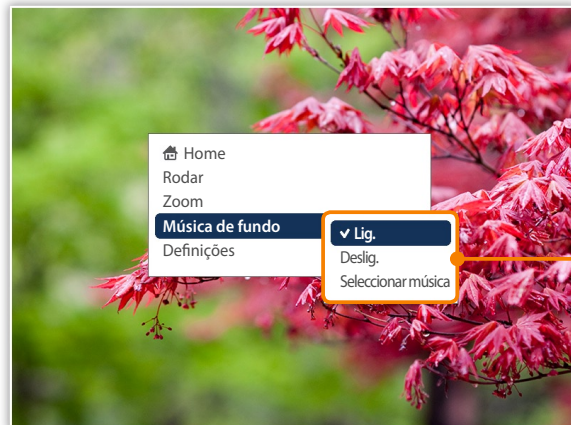 Home
Rodar
Zoom
Música de fundo
Definições
Lig.
Deslig.
Seleccionar música